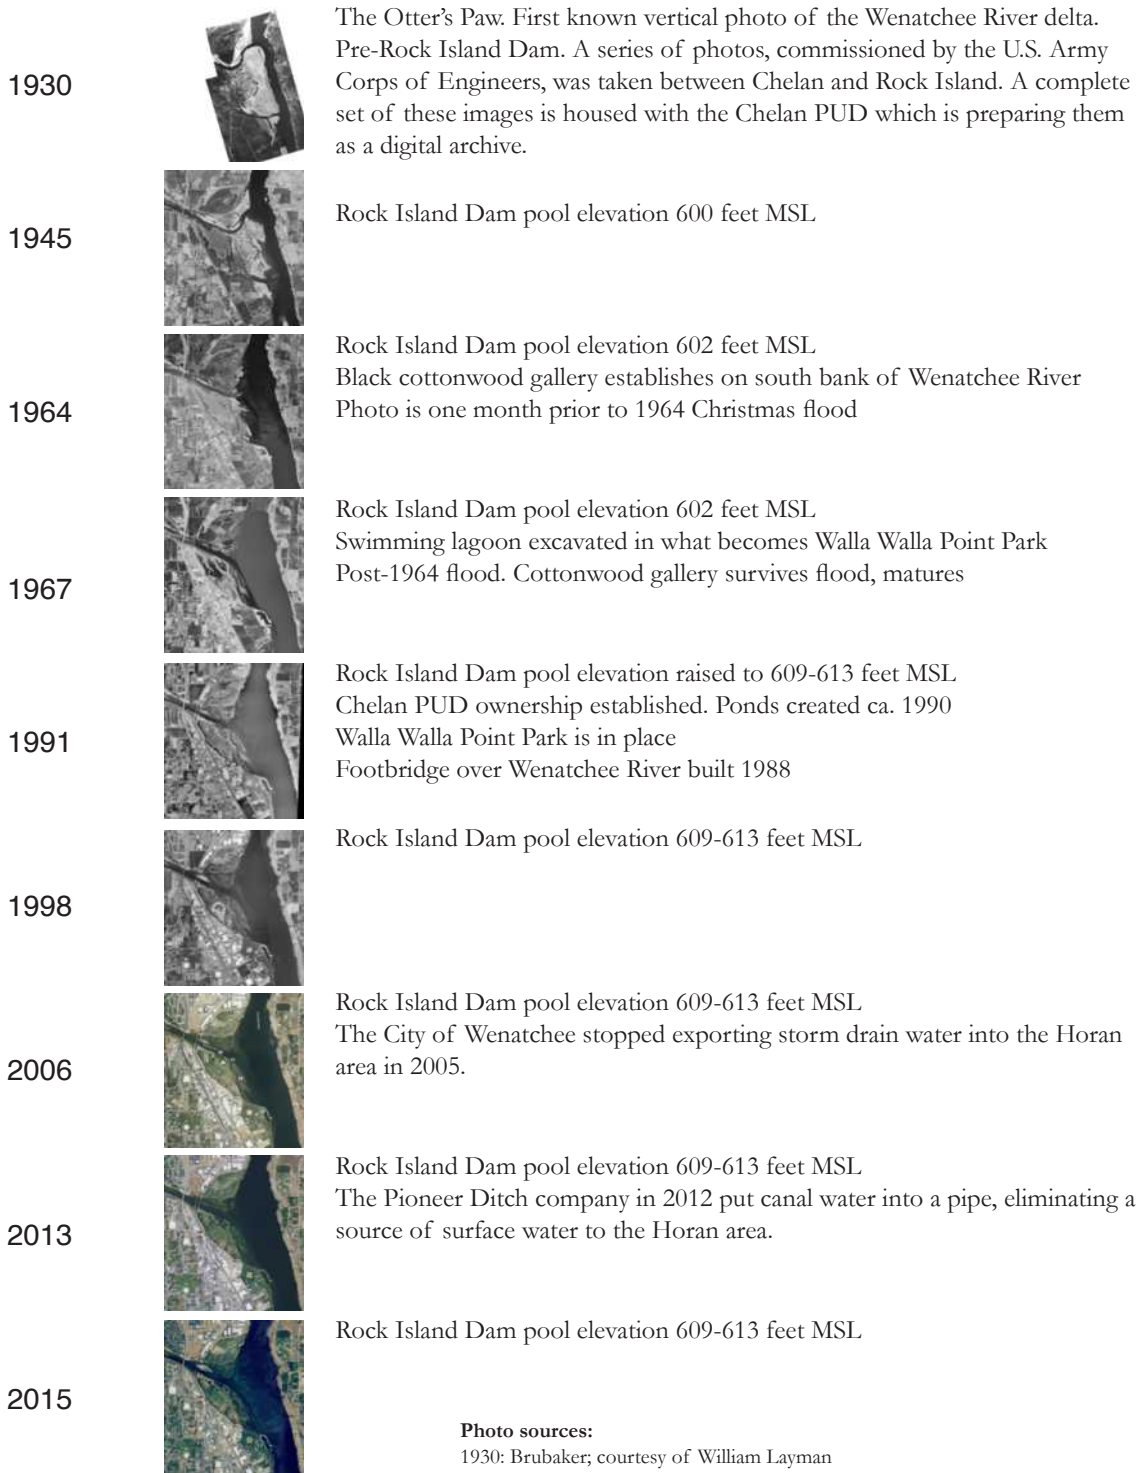 1930
The Otter’s Paw. First known vertical photo of the Wenatchee River delta.
Pre-Rock Island Dam. A series of photos, commissioned by the U.S. Army
Corps of Engineers, was taken between Chelan and Rock Island. A complete
set of these images is housed with the Chelan PUD which is preparing them
as a digital archive.
1945
Rock Island Dam pool elevation 600 feet MSL
1964
Rock Island Dam pool elevation 602 feet MSL
Black cottonwood gallery establishes on south bank of Wenatchee River
Photo is one month prior to 1964 Christmas flood
1967
Rock Island Dam pool elevation 602 feet MSL
Swimming lagoon excavated in what becomes Walla Walla Point Park
Post-1964 flood. Cottonwood gallery survives flood, matures
1991
Rock Island Dam pool elevation raised to 609-613 feet MSL
Chelan PUD ownership established. Ponds created ca. 1990
Walla Walla Point Park is in place
Footbridge over Wenatchee River built 1988
1998
Rock Island Dam pool elevation 609-613 feet MSL
2006
Rock Island Dam pool elevation 609-613 feet MSL
The City of Wenatchee stopped exporting storm drain water into the Horan
area in 2005.
2013
Rock Island Dam pool elevation 609-613 feet MSL
The Pioneer Ditch company in 2012 put canal water into a pipe, eliminating a
source of surface water to the Horan area.
2015
Rock Island Dam pool elevation 609-613 feet MSL
Photo sources:
1930: Brubaker; courtesy of William Layman